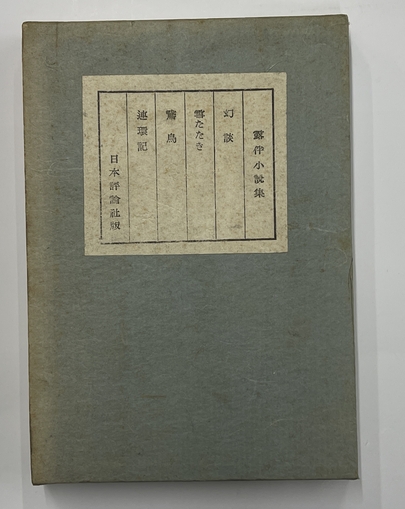 露伴小說集
幻談
雪たたき
鵞鳥
連環記
日本評論社版